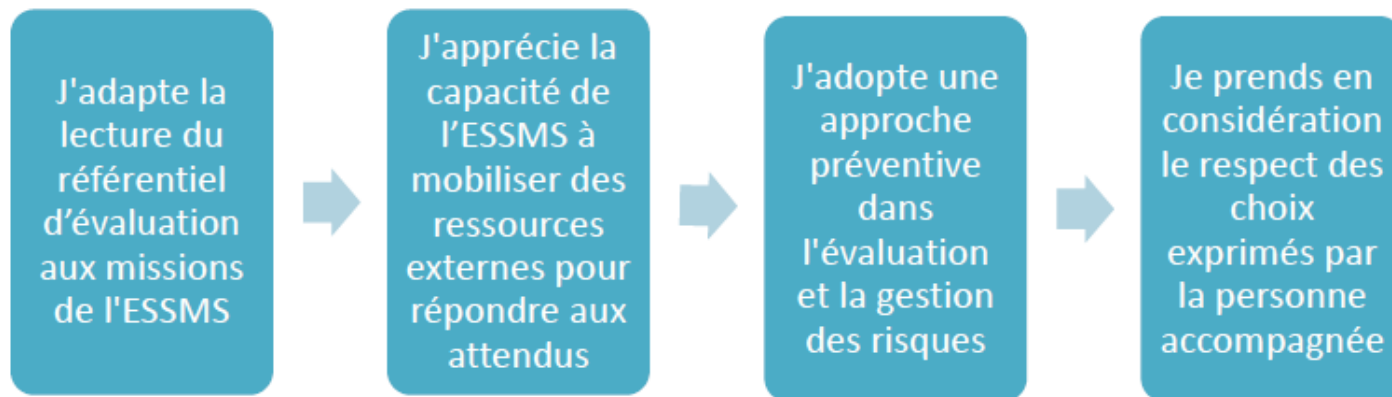 J'adapte la
lecture du
référentiel
d’évaluation
aux missions
de l'ESSMS
J'apprécie la
capacité de
l’ESSMS à
mobiliser des
ressources
externes pour
répondre aux
attendus
J'adopte une
approche
préventive
dans
l'évaluation
et la gestion
des risques
Je prends en
considération
le respect des
choix
exprimés par
la personne
accompagnée